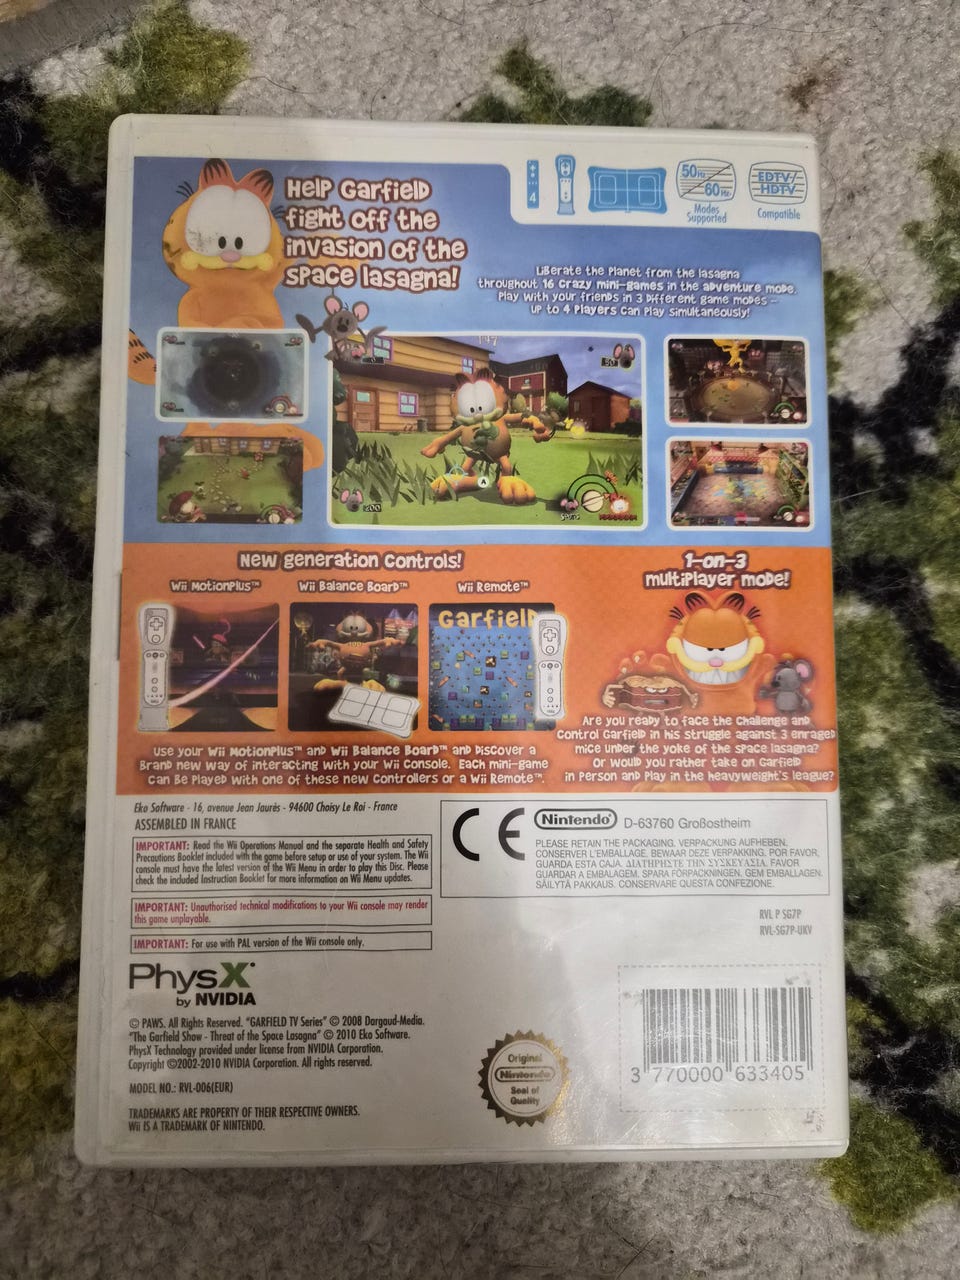 Help Garfield
fight off the
invasion of the
space lasagna!
4
50Hz
60Hz
Modes
Supported
EDTV/
HDTV
Compatible
Liberate the planet from the lasagna
throughout 16 crazy mini-games in the adventure mode.
Play with your friends in 3 different game modes –
up to 4 players can play simultaneously!
147
50
200
A
New generation controls!
Wii MotionPlus™
Wii Balance Board™
Wii Remote™
Garfield
Use your Wii MotionPlus™ and Wii Balance Board™ and discover a
brand new way of interacting with your Wii Console. Each mini-game
can be played with one of these new controllers or a Wii Remote™.
1-on-3
multiplayer mode!
Are you ready to face the challenge and
control Garfield in his struggle against 3 enraged
mice under the yoke of the space lasagna?
Or would you rather take on Garfield
in person and play in the heavyweight's league?
Eko Software - 16, avenue Jean Jaurès - 94600 Choisy Le Roi - France
ASSEMBLED IN FRANCE
IMPORTANT: Read the Wii Operations Manual and the separate Health and Safety
Precautions Booklet included with the game before setup or use of your system. The Wii
console must have the latest version of the Wii Menu in order to play this Disc. Please
check the included Instruction Booklet for more information on Wii Menu updates.
IMPORTANT: Unauthorised technical modifications to your Wii console may render
this game unplayable.
IMPORTANT: For use with PAL version of the Wii console only.
CE
Nintendo® D-63760 Großostheim
PLEASE RETAIN THE PACKAGING. VERPACKUNG AUFHEBEN.
CONSERVER L'EMBALLAGE. BEWAAR DEZE VERPAKKING. POR FAVOR,
GUARDA ESTA CAJA. ΔΙΑΤΗΡΗΣΤΕ ΤΗΝ ΣΥΣΚΕΥΑΣΙΑ. FAVOR
GUARDAR A EMBALAGEM. SPARA FÖRPACKNINGEN. GEM EMBALLAGEN.
SÄILYTÄ PAKKAUS. CONSERVARE QUESTA CONFEZIONE.
RVL P SG7P
RVL-SG7P-UKV
PhysX®
by NVIDIA
© PAWS. All Rights Reserved. "GARFIELD TV Series" © 2008 Dargaud-Media.
"The Garfield Show - Threat of the Space Lasagna" © 2010 Eko Software.
PhysX Technology provided under license from NVIDIA Corporation.
Copyright ©2002-2010 NVIDIA Corporation. All rights reserved.
MODEL NO.: RVL-006(EUR)
TRADEMARKS ARE PROPERTY OF THEIR RESPECTIVE OWNERS.
Wii IS A TRADEMARK OF NINTENDO.
Original
Nintendo
Seal of
Quality
3 770000 633405